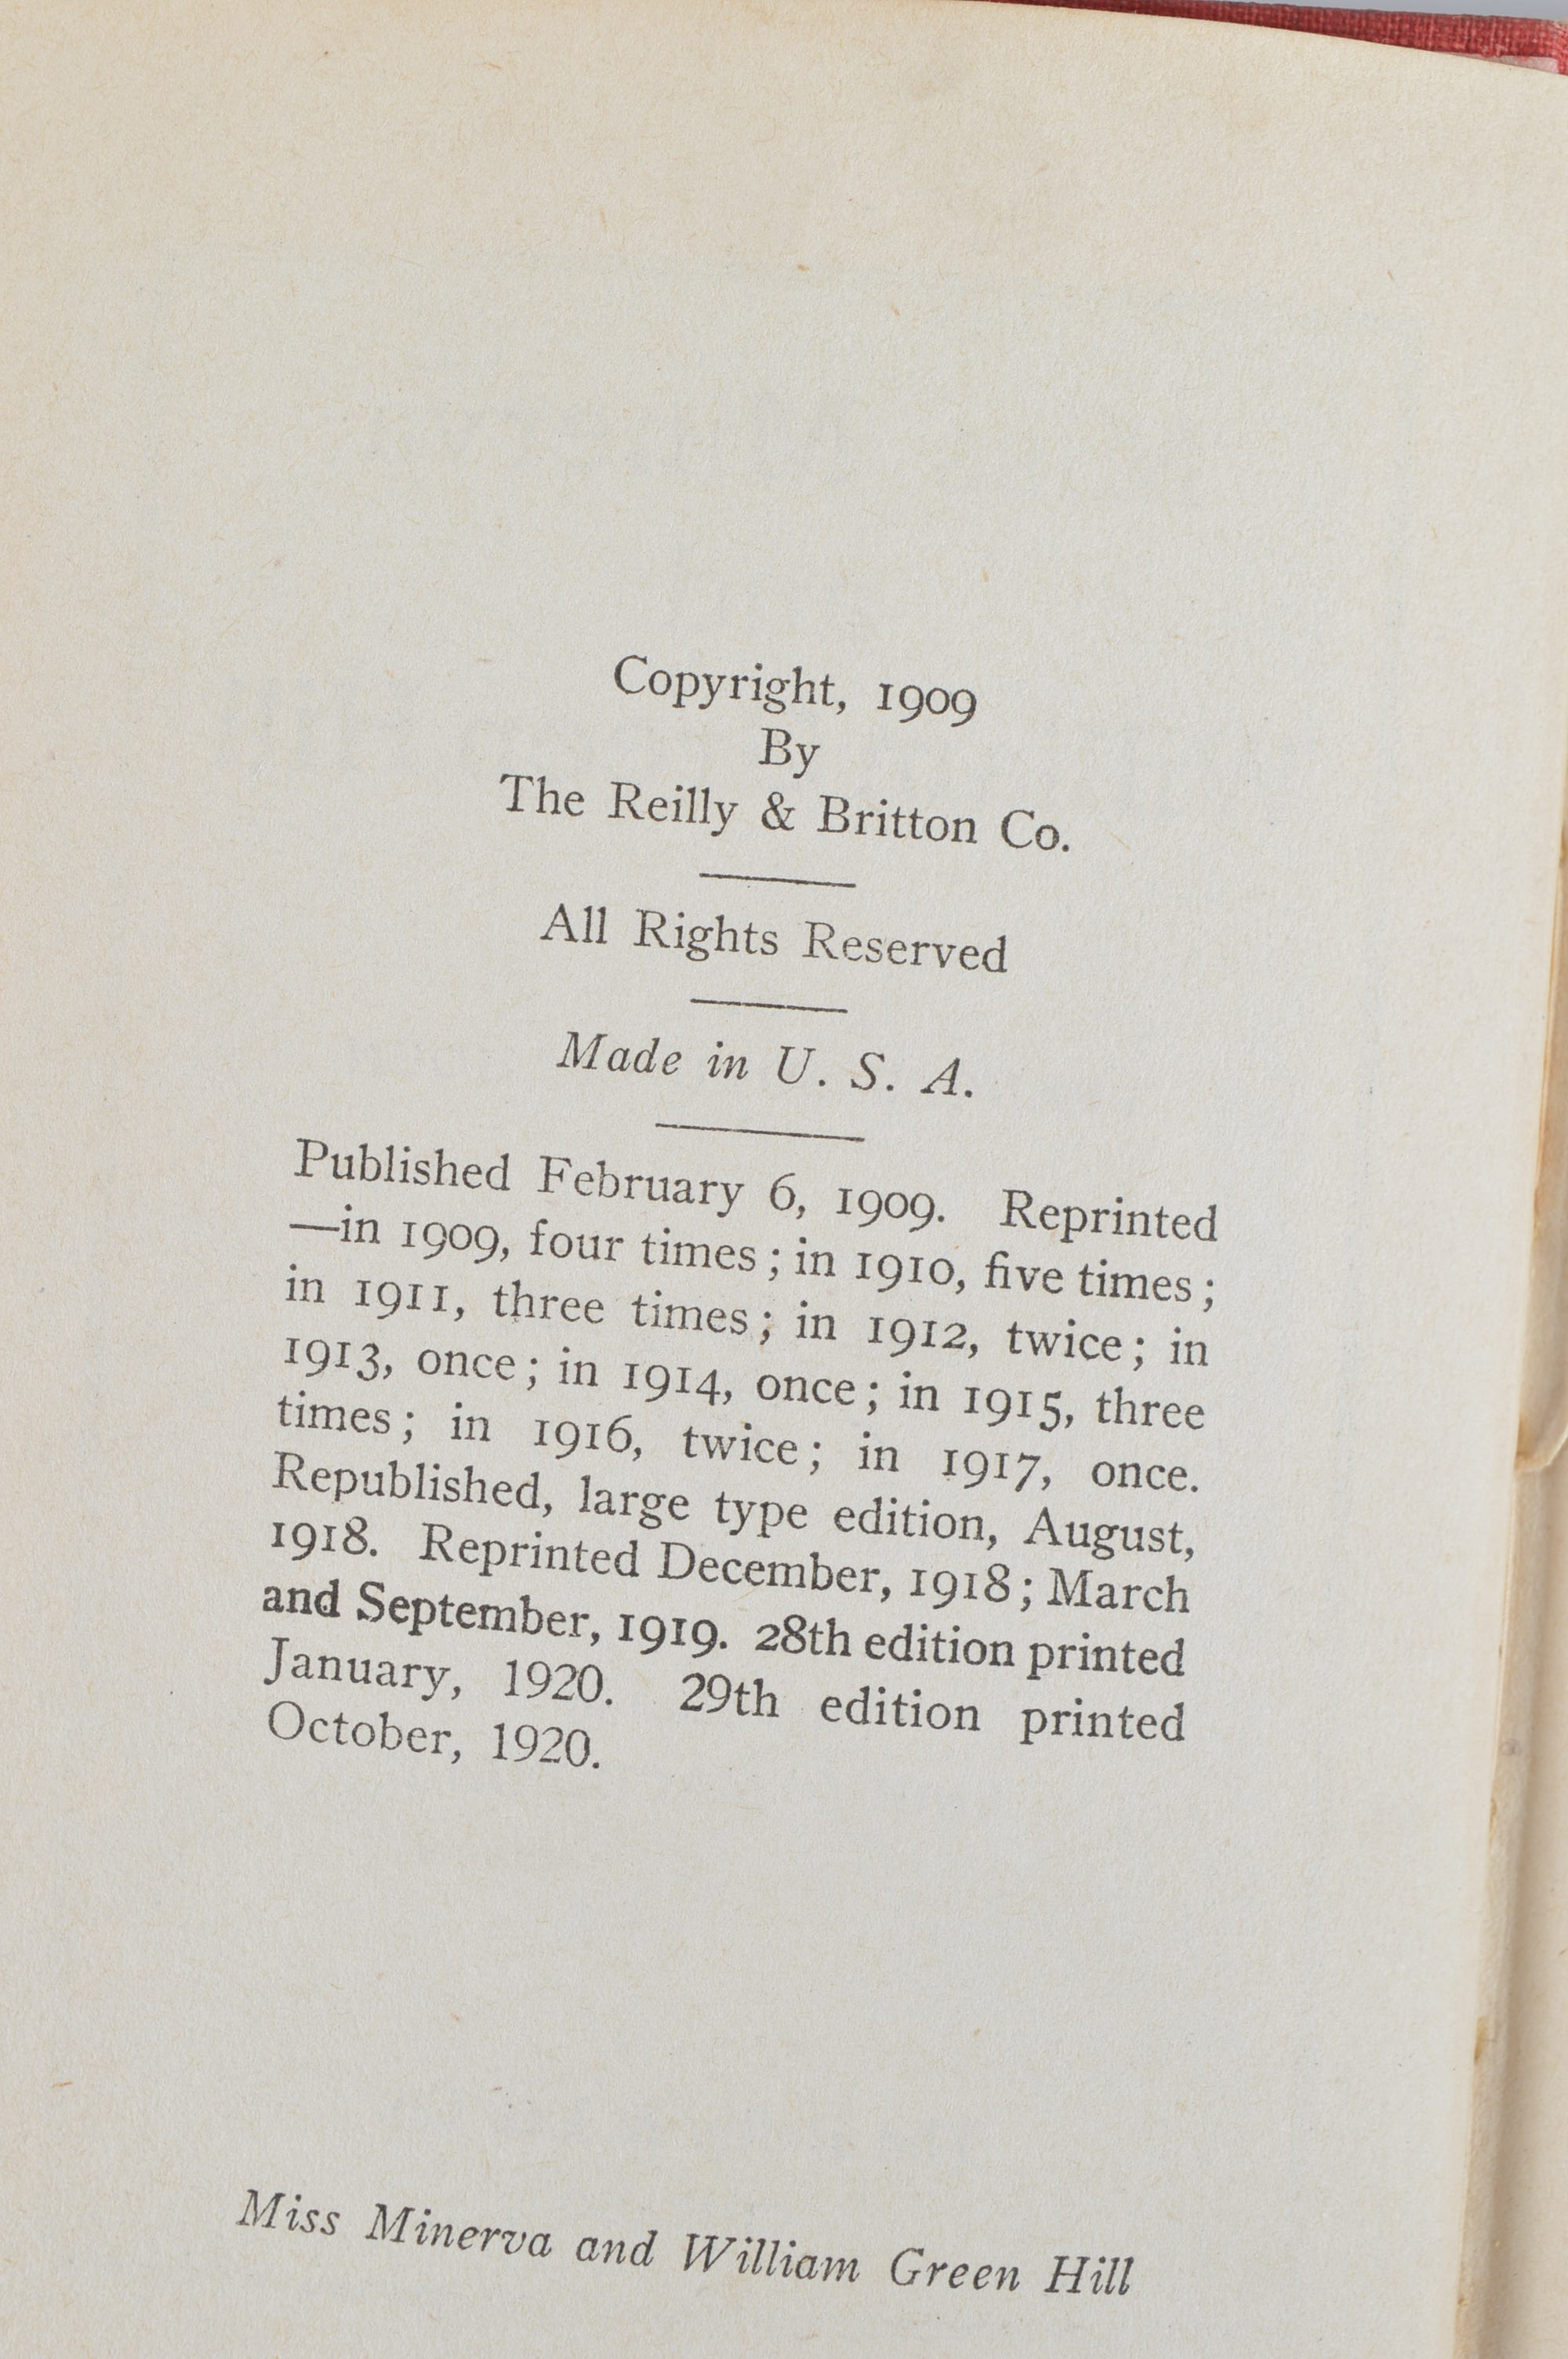 Copyright, 1909
By
The Reilly & Britton Co.
All Rights Reserved
Made in U. S. A.
Published February 6, 1909. Reprinted
—in 1909, four times; in 1910, five times;
in 1911, three times; in 1912, twice; in
1913, once; in 1914, once; in 1915, three
times; in 1916, twice; in 1917, once.
Republished, large type edition, August,
1918. Reprinted December, 1918; March
and September, 1919. 28th edition printed
January, 1920. 29th edition printed
October, 1920.
Miss Minerva and William Green Hill